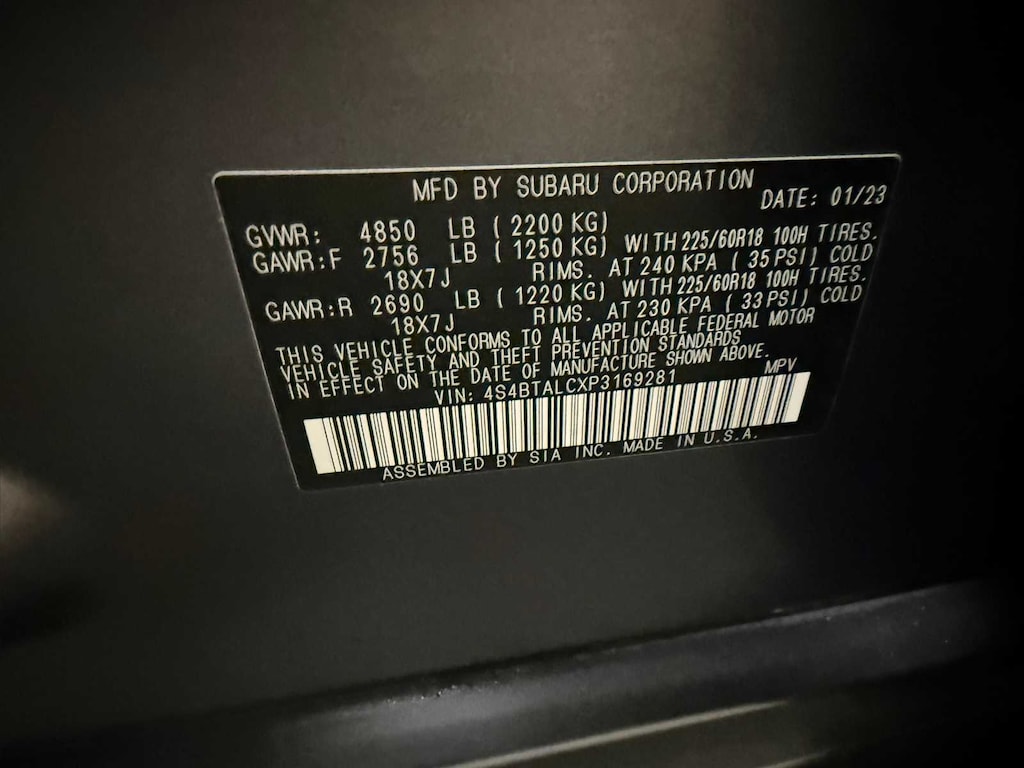 MFD BY SUBARU CORPORATION DATE: 01/23
GVWR: 4850 LB (2200 KG)
GAWR:F 2756 LB (1250 KG) WITH 225/60R18 100H TIRES.
18X7J RIMS. AT 240 KPA (35 PSI) COLD
GAWR:R 2690 LB (1220 KG) WITH 225/60R18 100H TIRES.
18X7J RIMS. AT 230 KPA (33 PSI) COLD
THIS VEHICLE CONFORMS TO ALL APPLICABLE FEDERAL MOTOR
VEHICLE SAFETY AND THEFT PREVENTION STANDARDS
IN EFFECT ON THE DATE OF MANUFACTURE SHOWN ABOVE.
VIN: 4S4BTALCXP3169281 MPV
ASSEMBLED BY SIA INC. MADE IN U.S.A.